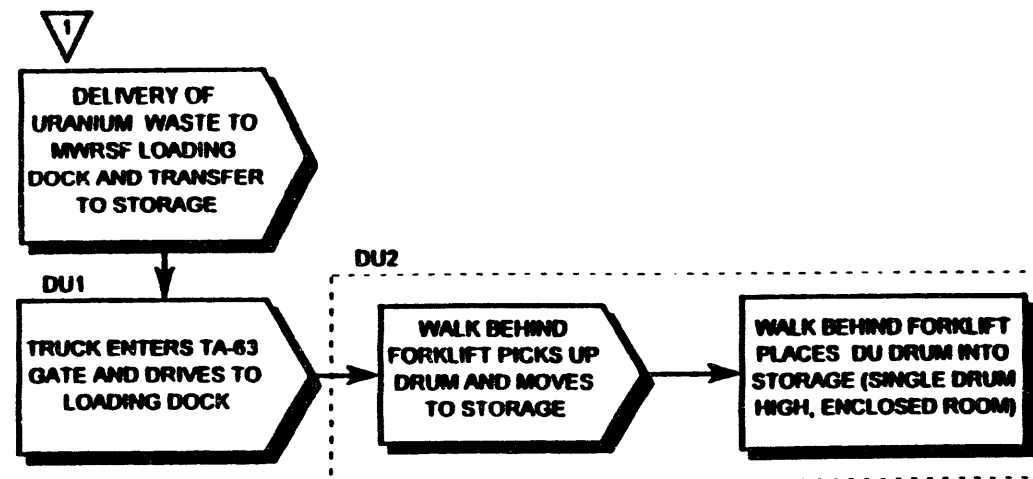 1
DELIVERY OF
URANIUM WASTE TO
MWRSF LOADING
DOCK AND TRANSFER
TO STORAGE
DU1
TRUCK ENTERS TA-63
GATE AND DRIVES TO
LOADING DOCK
DU2
WALK BEHIND
FORKLIFT PICKS UP
DRUM AND MOVES
TO STORAGE
WALK BEHIND FORKLIFT
PLACES DU DRUM INTO
STORAGE (SINGLE DRUM
HIGH, ENCLOSED ROOM)